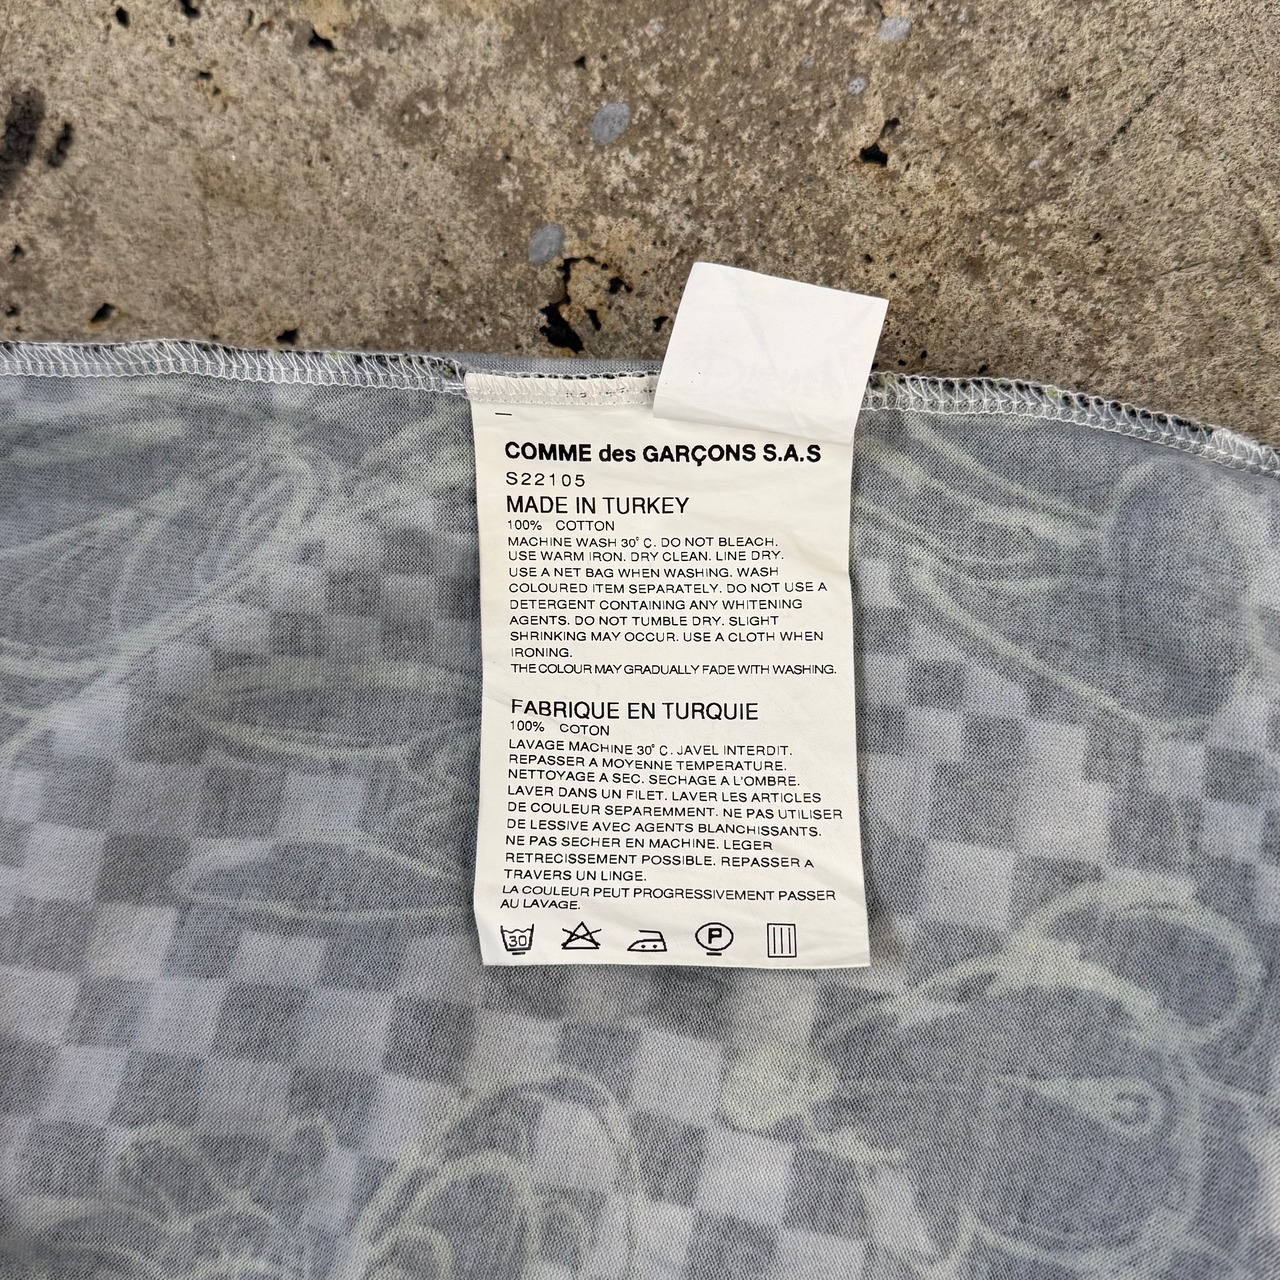 COMME des GARÇONS S.A.S
S22105
MADE IN TURKEY
100% COTTON
MACHINE WASH 30° C. DO NOT BLEACH.
USE WARM IRON. DRY CLEAN. LINE DRY.
USE A NET BAG WHEN WASHING. WASH
COLOURED ITEM SEPARATELY. DO NOT USE A
DETERGENT CONTAINING ANY WHITENING
AGENTS. DO NOT TUMBLE DRY. SLIGHT
SHRINKING MAY OCCUR. USE A CLOTH WHEN
IRONING.
THE COLOUR MAY GRADUALLY FADE WITH WASHING.
FABRIQUE EN TURQUIE
100% COTON
LAVAGE MACHINE 30° C. JAVEL INTERDIT.
REPASSER A MOYENNE TEMPERATURE.
NETTOYAGE A SEC. SECHAGE A L'OMBRE.
LAVER DANS UN FILET. LAVER LES ARTICLES
DE COULEUR SEPAREMMENT. NE PAS UTILISER
DE LESSIVE AVEC AGENTS BLANCHISSANTS.
NE PAS SECHER EN MACHINE. LEGER
RETRECISSEMENT POSSIBLE. REPASSER A
TRAVERS UN LINGE.
LA COULEUR PEUT PROGRESSIVEMENT PASSER
AU LAVAGE.
30 P